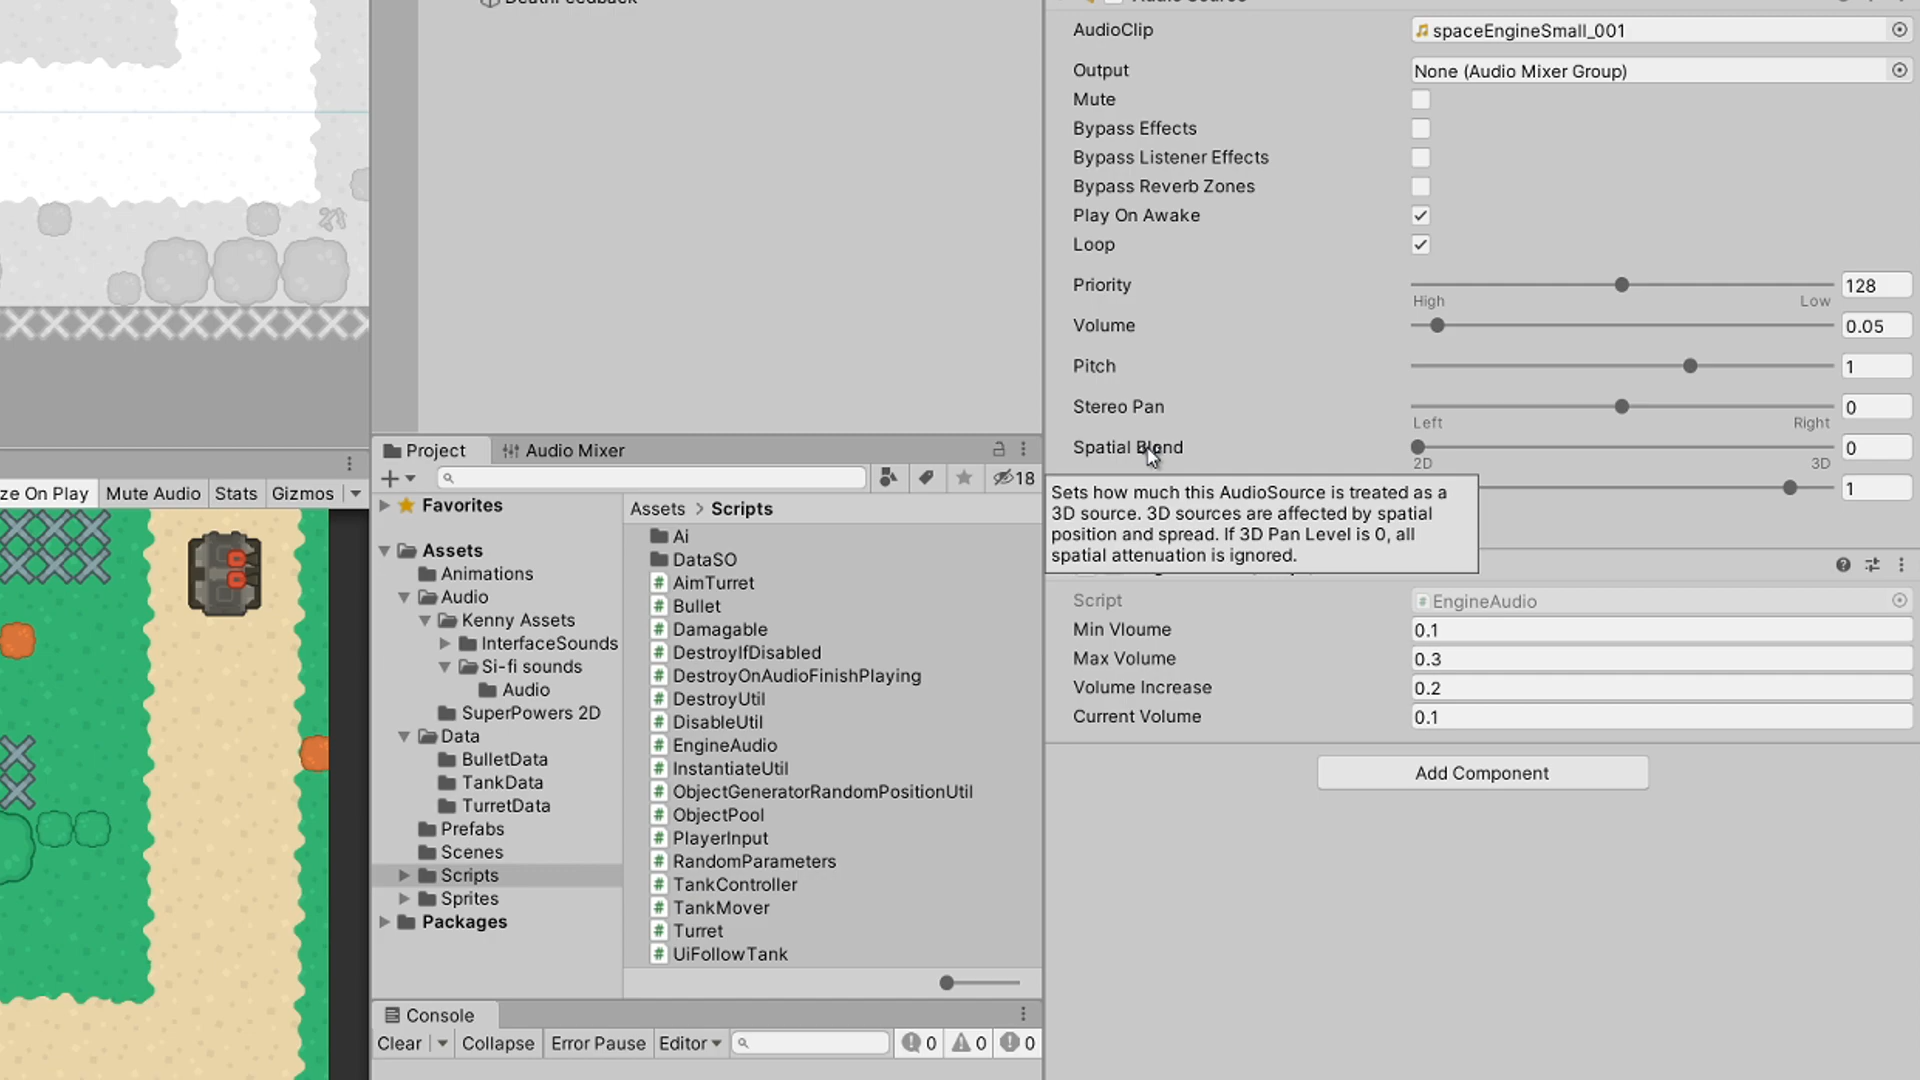 AudioClip
spaceEngineSmall_001
Output
None (Audio Mixer Group)
Mute
Bypass Effects
Bypass Listener Effects
Bypass Reverb Zones
Play On Awake
Loop
Priority
128
High
Low
Volume
0.05
Pitch
1
Stereo Pan
0
Left
Right
Spatial Blend
0
2D
3D
1
Sets how much this AudioSource is treated as a
3D source. 3D sources are affected by spatial
position and spread. If 3D Pan Level is 0, all
spatial attenuation is ignored.
Script
EngineAudio
Min Vloume
0.1
Max Volume
0.3
Volume Increase
0.2
Current Volume
0.1
Add Component
Project
Audio Mixer
18
ze On Play
Mute Audio
Stats
Gizmos
Favorites
Assets
Animations
Audio
Kenny Assets
InterfaceSounds
Si-fi sounds
Audio
SuperPowers 2D
Data
BulletData
TankData
TurretData
Prefabs
Scenes
Scripts
Sprites
Packages
Assets > Scripts
Ai
DataSO
AimTurret
Bullet
Damagable
DestroyIfDisabled
DestroyOnAudioFinishPlaying
DestroyUtil
DisableUtil
EngineAudio
InstantiateUtil
ObjectGeneratorRandomPositionUtil
ObjectPool
PlayerInput
RandomParameters
TankController
TankMover
Turret
UiFollowTank
Console
Clear
Collapse
Error Pause
Editor
0
0
0